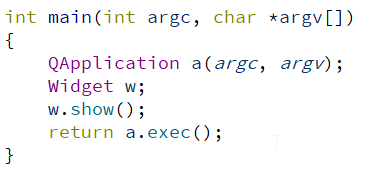 int main(int argc, char *argv[])
{
    QApplication a(argc, argv);
    Widget w;
    w.show();
    return a.exec();
}